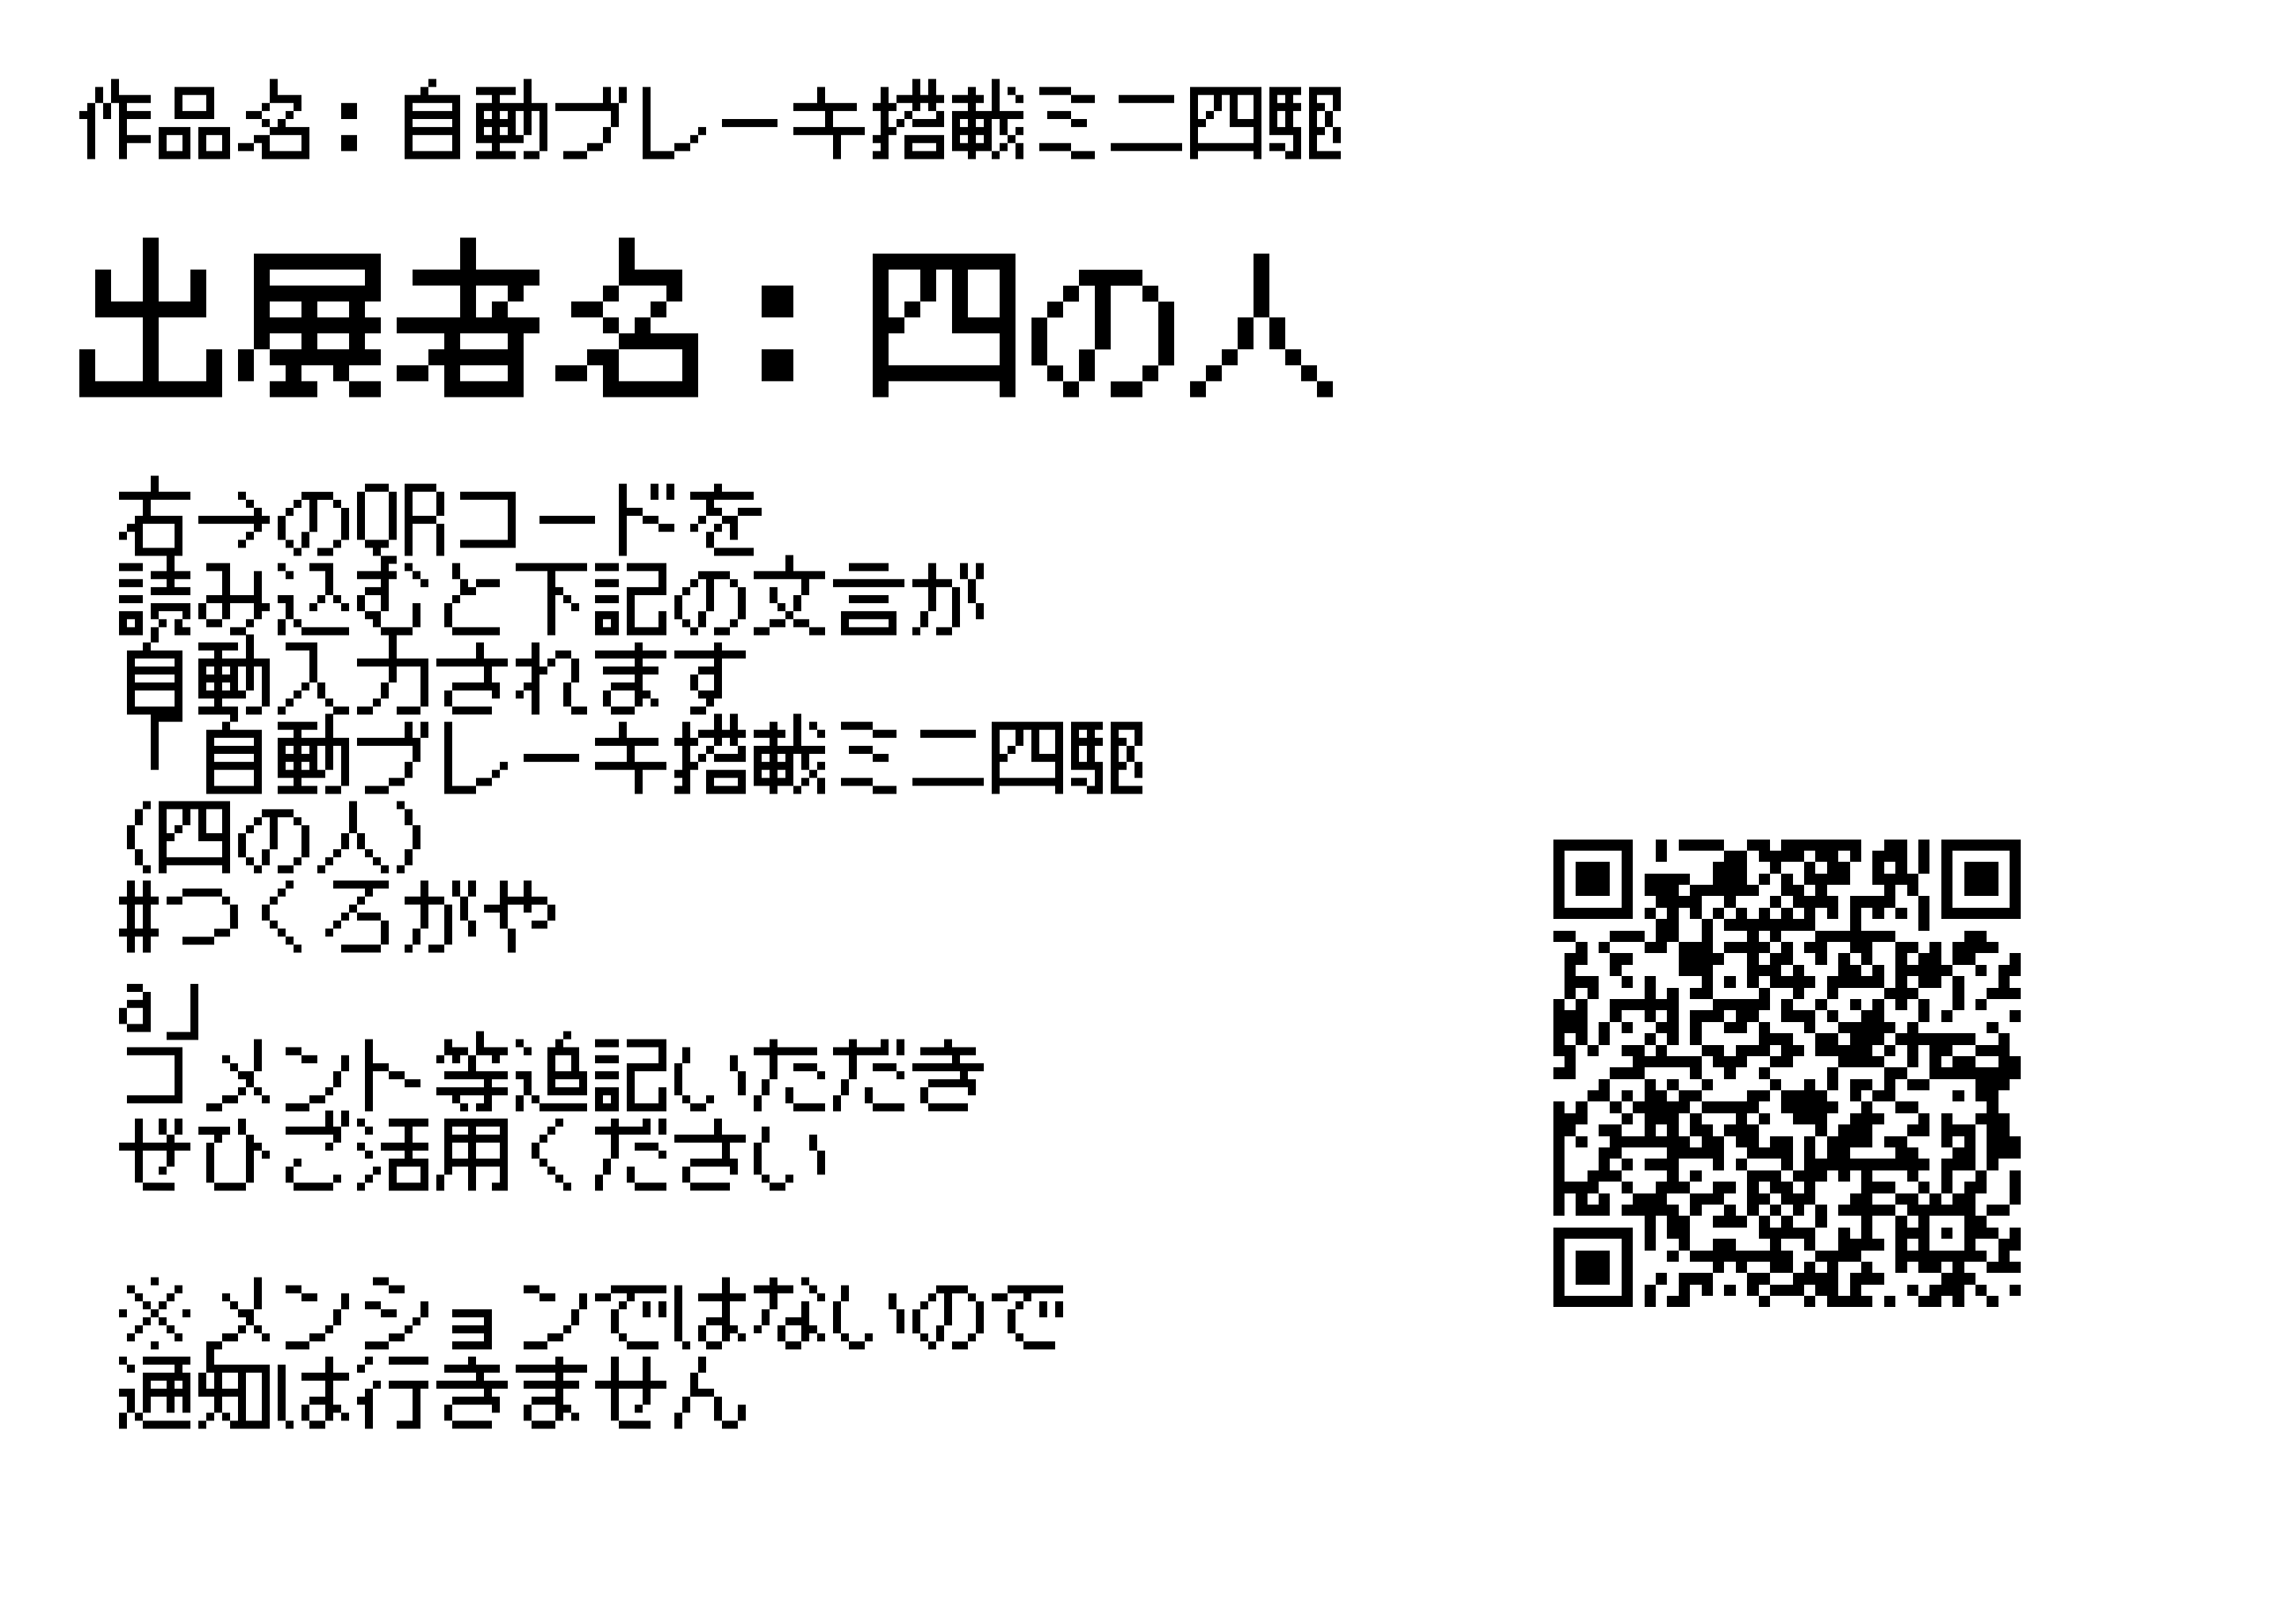 作品名：自動ブレーキ搭載ミニ四駆
出展者名：四の人
右→のQRコードを
読み込むと下記の文言が
自動入力されます
「自動ブレーキ搭載ミニ四駆
(四の人)
#つくろがや
a」
コメント等追記いただき
ぜひご活用ください
※メンションではないので
通知は行きません